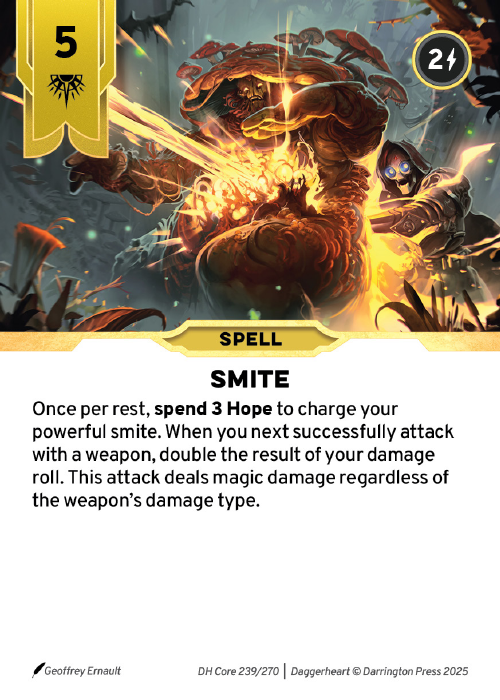 5
2
SPELL
SMITE
Once per rest, spend 3 Hope to charge your
powerful smite. When you next successfully attack
with a weapon, double the result of your damage
roll. This attack deals magic damage regardless of
the weapon's damage type.
Geoffrey Ernault
DH Core 239/270 | Daggerheart © Darrington Press 2025